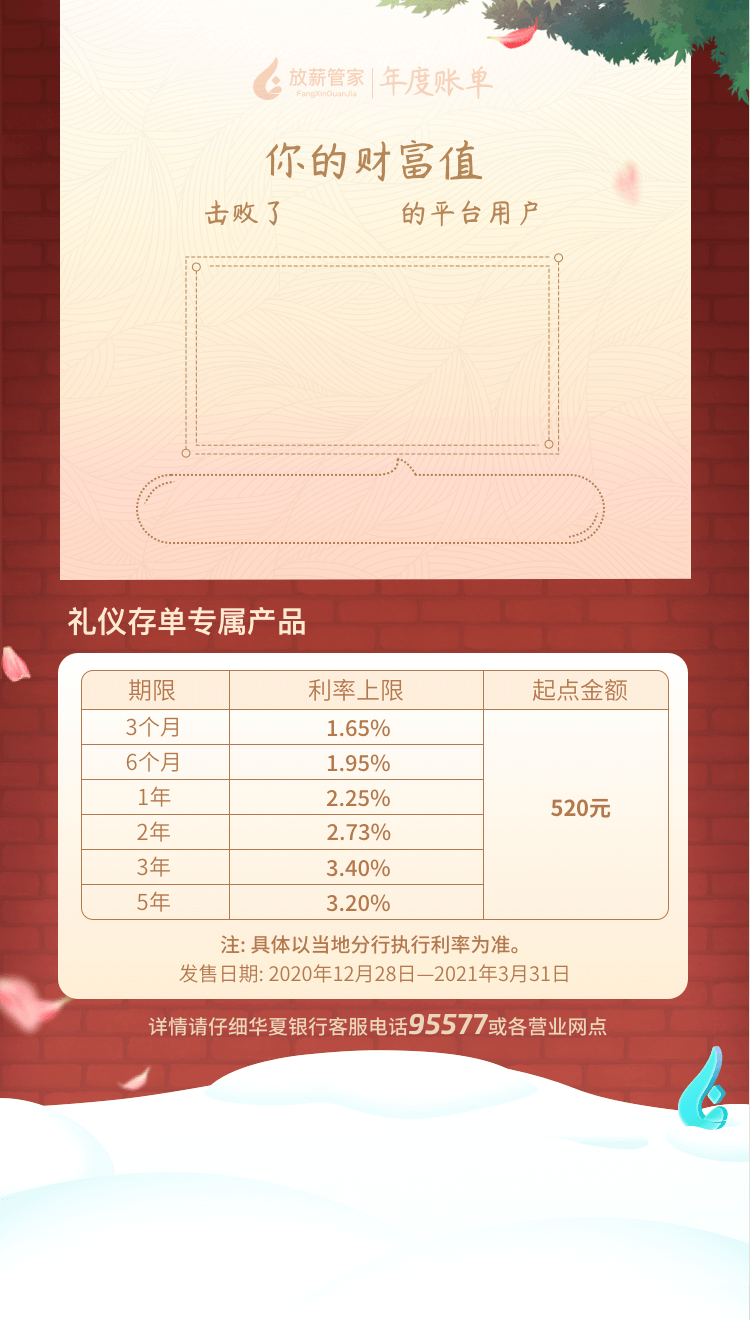 放薪管家 年度账单
FangXinGuanJia
你的财富值
击败了 的平台用户
礼仪存单专属产品
期限 利率上限 起点金额
3个月 1.65%
6个月 1.95%
1年 2.25%
520元
2年 2.73%
3年 3.40%
5年 3.20%
注: 具体以当地分行执行利率为准。
发售日期: 2020年12月28日—2021年3月31日
详情请仔细华夏银行客服电话95577或各营业网点